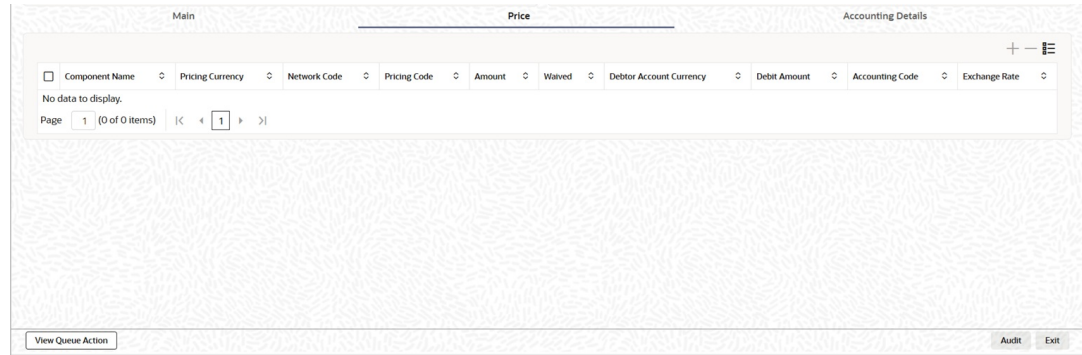 Main Price Accounting Details
Component Name Pricing Currency Network Code Pricing Code Amount Waived Debtor Account Currency Debit Amount Accounting Code Exchange Rate
No data to display.
Page 1 (0 of 0 items) 1
View Queue Action Audit Exit